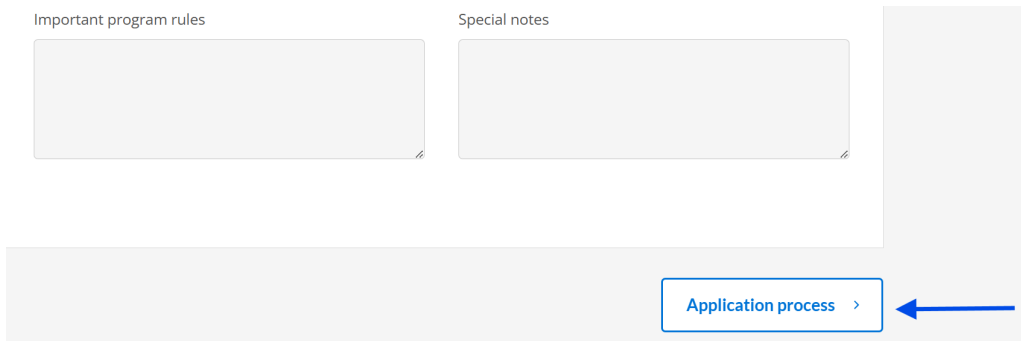 Important program rules
Special notes
Application process